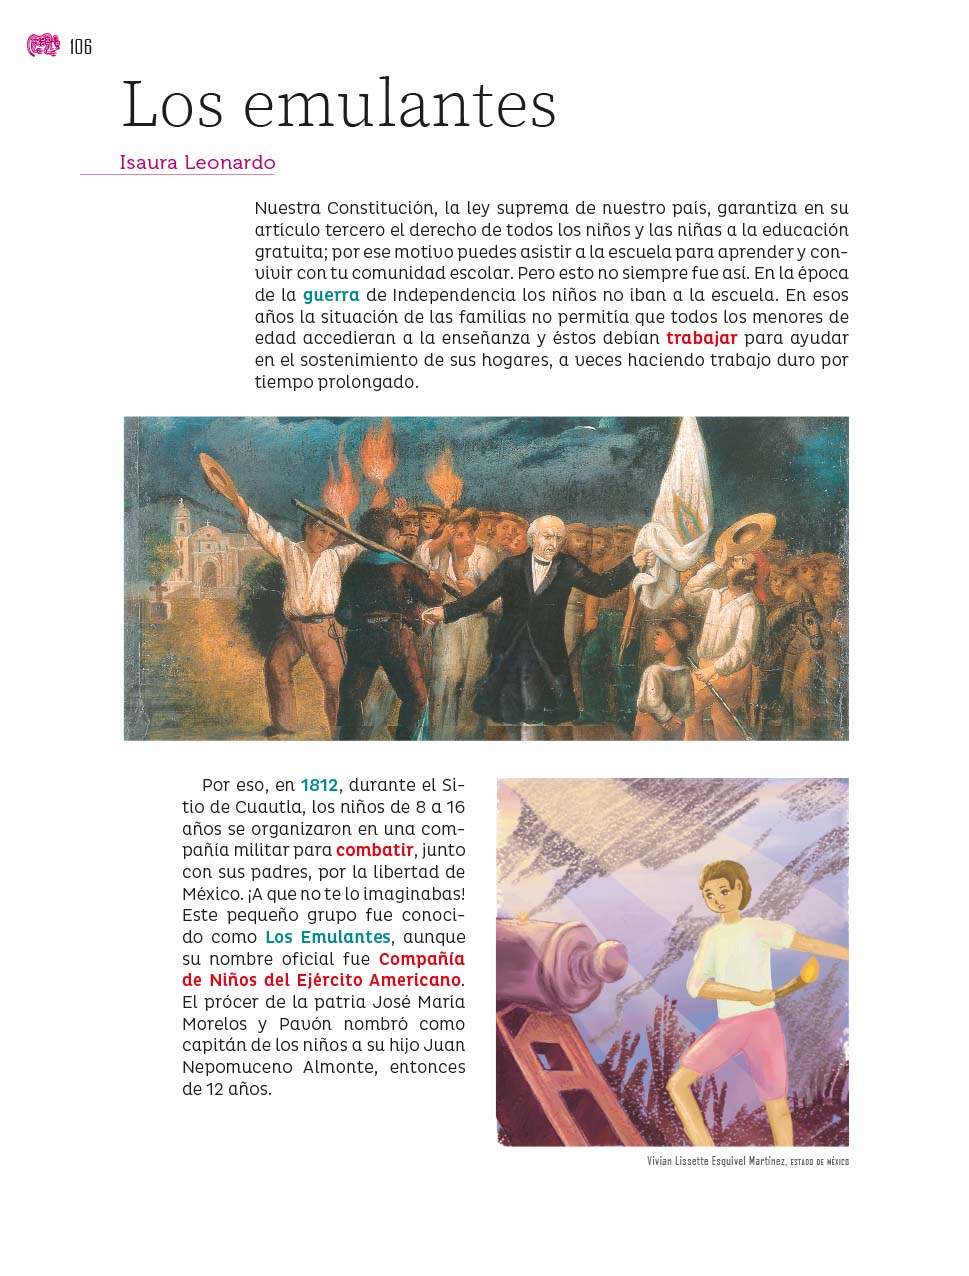 106
Los emulantes
Isaura Leonardo
Nuestra Constitución, la ley suprema de nuestro país, garantiza en su
artículo tercero el derecho de todos los niños y las niñas a la educación
gratuita; por ese motivo puedes asistir a la escuela para aprender y con-
vivir con tu comunidad escolar. Pero esto no siempre fue así. En la época
de la guerra de Independencia los niños no iban a la escuela. En esos
años la situación de las familias no permitía que todos los menores de
edad accedieran a la enseñanza y éstos debían trabajar para ayudar
en el sostenimiento de sus hogares, a veces haciendo trabajo duro por
tiempo prolongado.
Por eso, en 1812, durante el Si-
tio de Cuautla, los niños de 8 a 16
años se organizaron en una com-
pañía militar para combatir, junto
con sus padres, por la libertad de
México. ¡A que no te lo imaginabas!
Este pequeño grupo fue conoci-
do como Los Emulantes, aunque
su nombre oficial fue Compañía
de Niños del Ejército Americano.
El prócer de la patria José María
Morelos y Pavón nombró como
capitán de los niños a su hijo Juan
Nepomuceno Almonte, entonces
de 12 años.
Vivian Lissette Esquivel Martínez, ESTADO DE MÉXICO